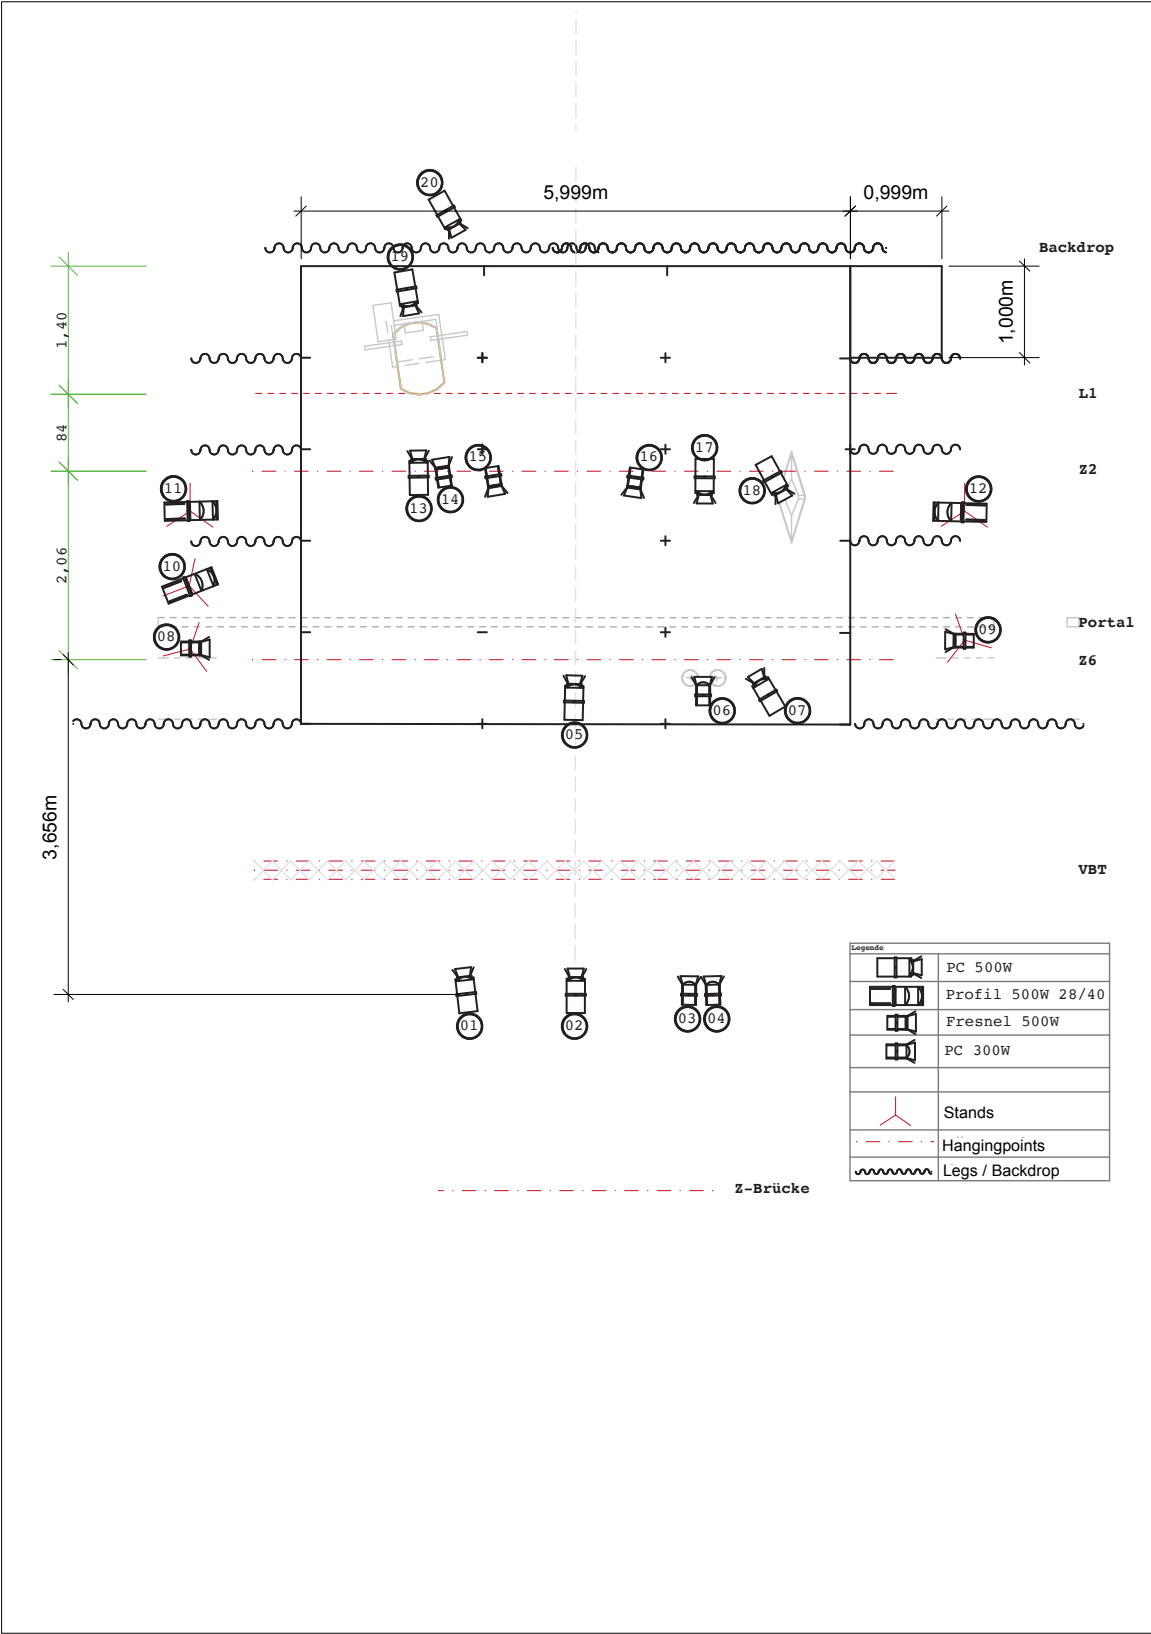 20
5,999m
0,999m
Backdrop
19
1,40
1,000m
L1
84
15
16
17
Z2
11
18
12
14
13
2,06
10
Portal
08
09
Z6
06
07
05
3,656m
VBT
Legende
PC 500W
Profil 500W 28/40
Fresnel 500W
PC 300W
01
02
03
04
Stands
Hangingpoints
Legs / Backdrop
Z-Brücke